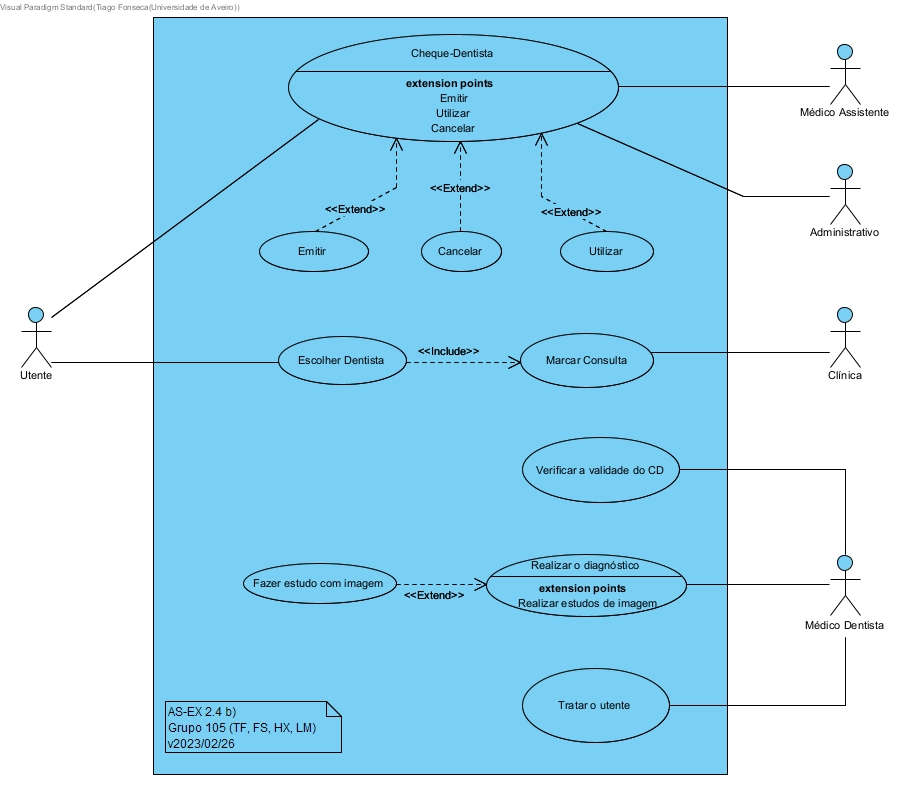 Visual Paradigm Standard(Tiago Fonseca(Universidade de Aveiro))
Cheque-Dentista
extension points
Emitir
Utilizar
Cancelar
Médico Assistente
<<Extend>>
<<Extend>>
<<Extend>>
Administrativo
Emitir
Cancelar
Utilizar
Utente
Escolher Dentista
<<Include>>
Marcar Consulta
Clínica
Verificar a validade do CD
Fazer estudo com imagem
<<Extend>>
Realizar o diagnóstico
extension points
Realizar estudos de imagem
Médico Dentista
Tratar o utente
AS-EX 2.4 b)
Grupo 105 (TF, FS, HX, LM)
v2023/02/26